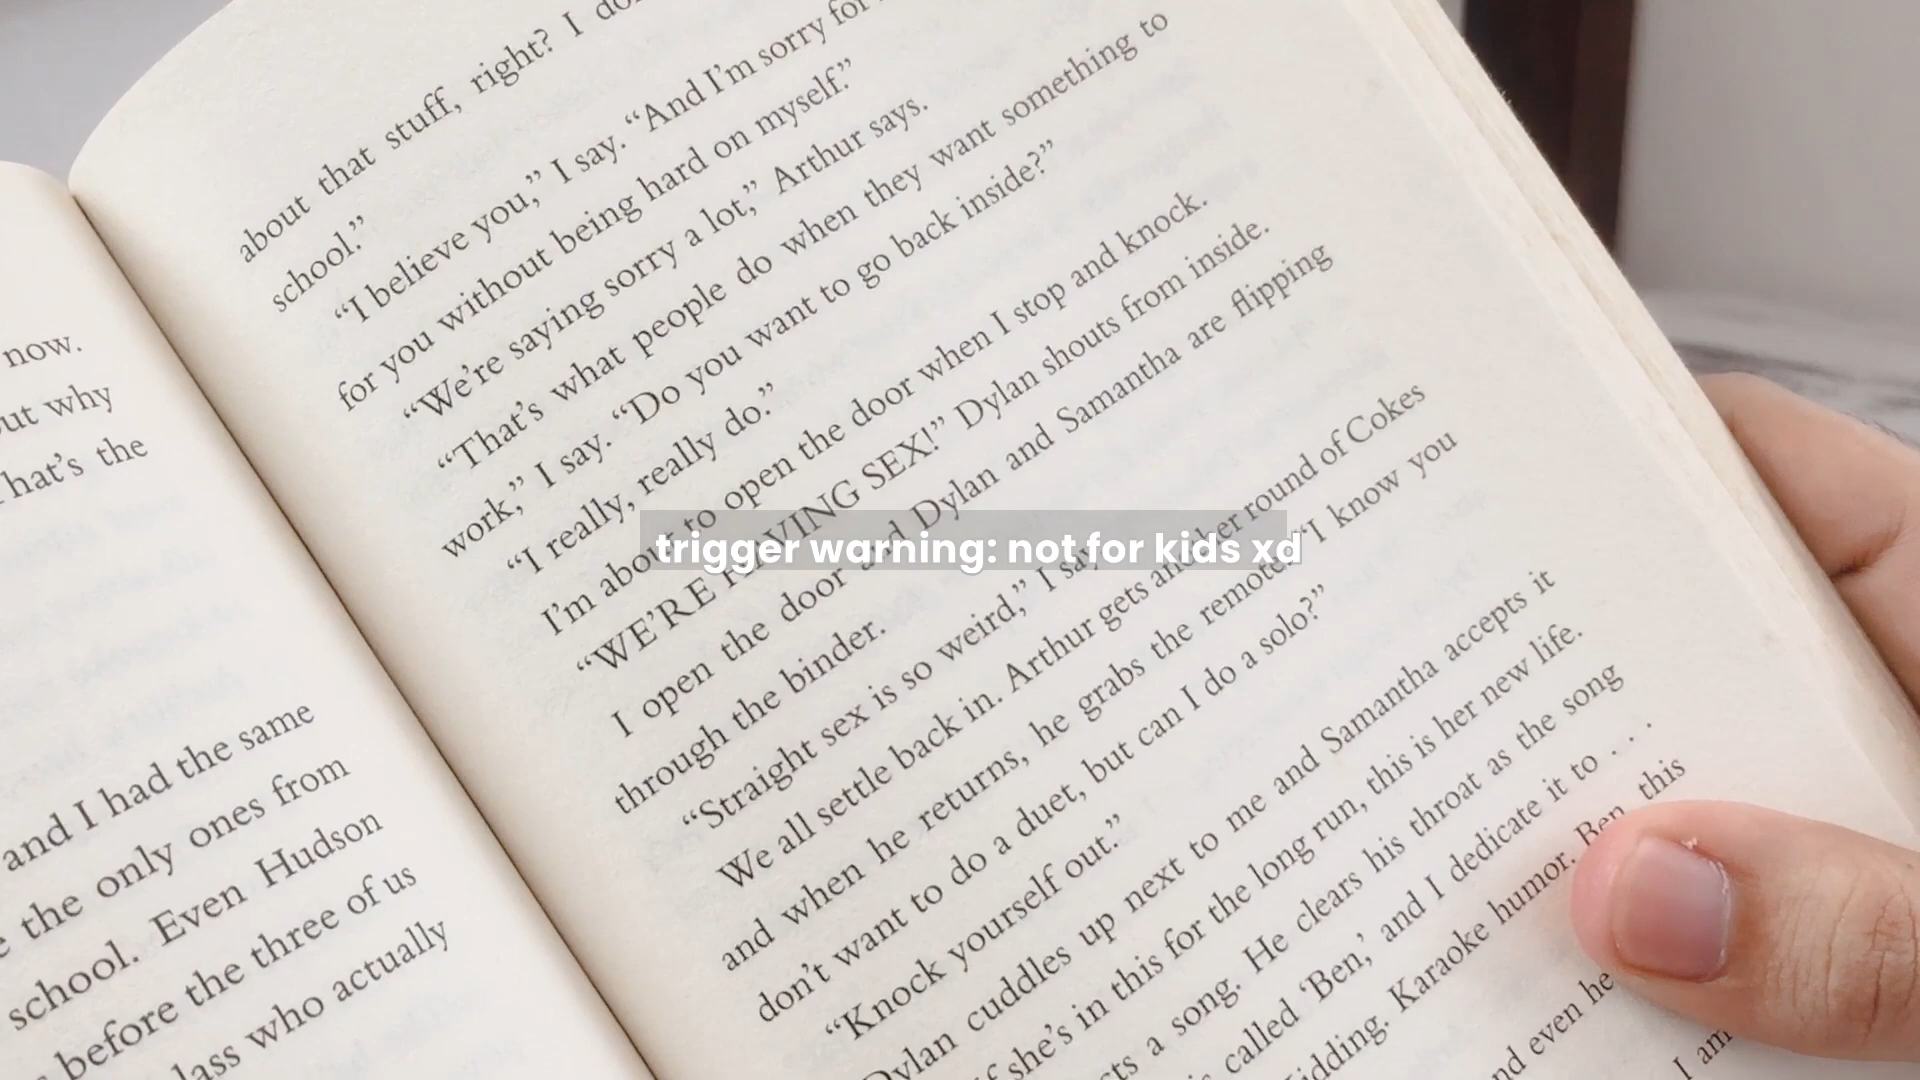 now.
out why
That's the
and I had the same
the only ones from
school. Even Hudson
before the three of us
class who actually
about that stuff, right? I
school.”
“I believe you,” I say. “And I'm sorry for
for you without being hard on myself.”
“We're saying sorry a lot,” Arthur says.
“That's what people do when they want something to
work,” I say. “Do you want to go back inside?”
“I really, really do.”
I'm about to open the door when I stop and knock.
“WE'RE HAVING SEX!” Dylan shouts from inside.
I open the door and Dylan and Samantha are flipping
through the binder.
“Straight sex is so weird,” I say.
We all settle back in. Arthur gets another round of Cokes
and when he returns, he grabs the remote. “I know you
don't want to do a duet, but can I do a solo?”
“Knock yourself out.”
Dylan cuddles up next to me and Samantha accepts it
if she's in this for the long run, this is her new life.
a song. He clears his throat as the song
called ‘Ben,’ and I dedicate it to . . .
kidding. Karaoke humor. Ben, this
and even he
I am
trigger warning: not for kids xd